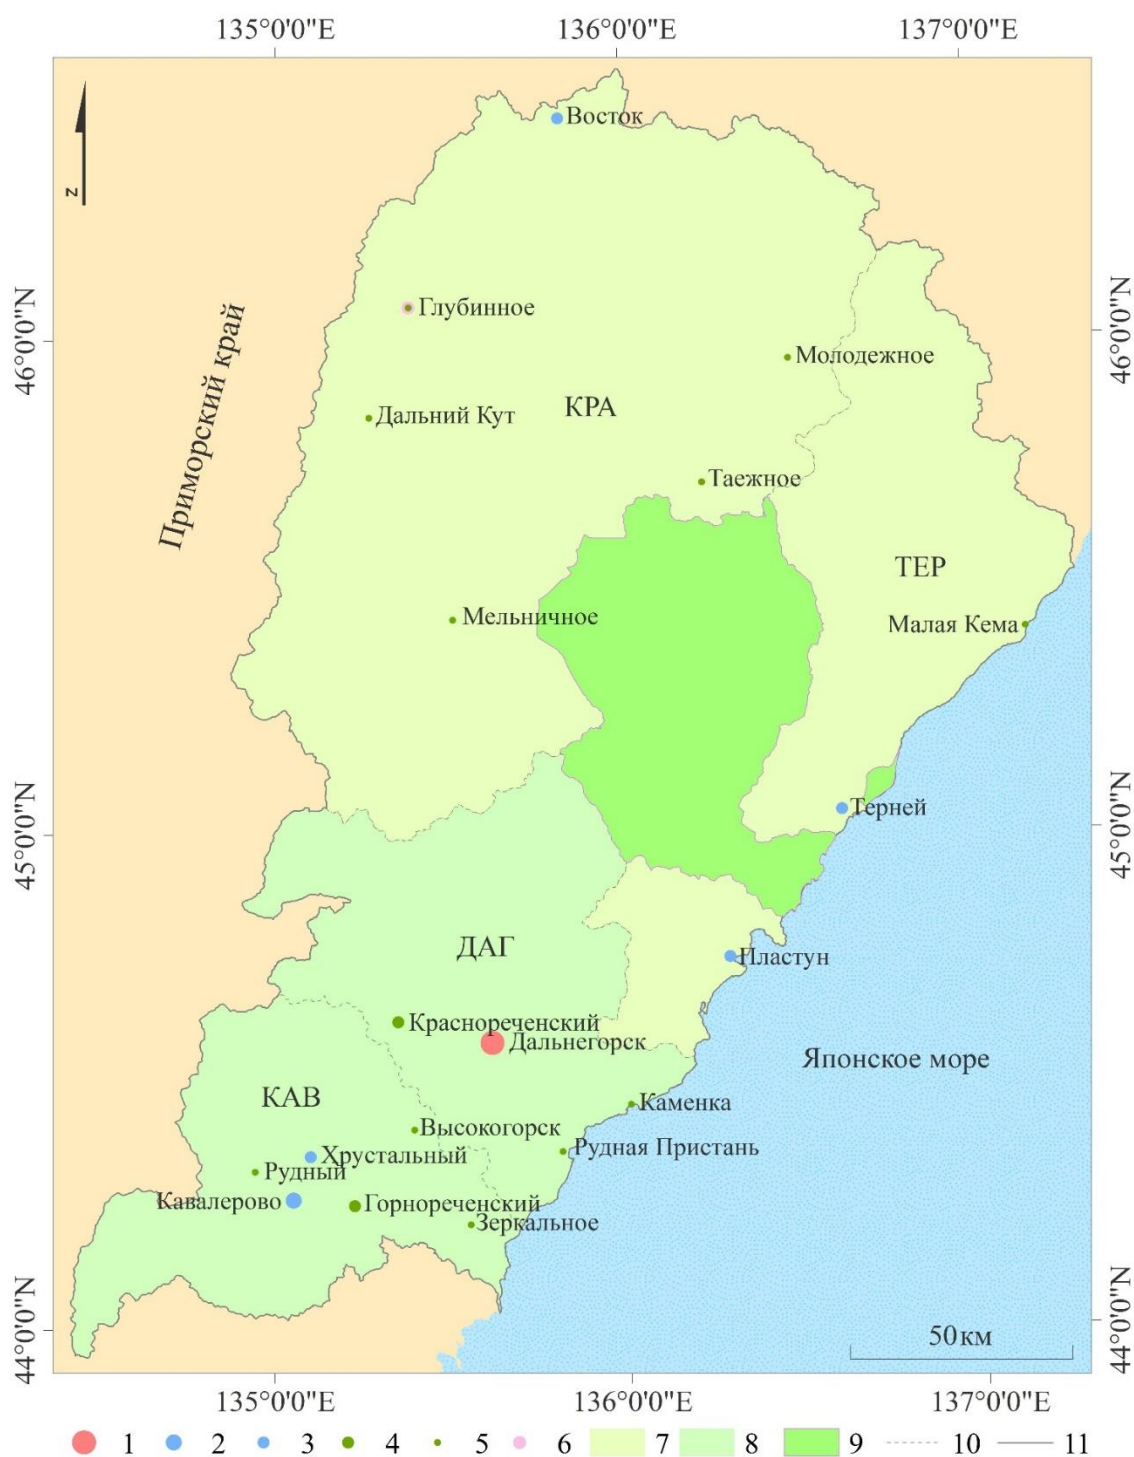 135°0'0"E 136°0'0"E 137°0'0"E
Восток
N
46°0'0"N
Глубинное
46°0'0"N
Приморский край
Молодежное
КРА
Дальний Кут
Таежное
ТЕР
Мельничное
Малая Кема
45°0'0"N
Терней
45°0'0"N
ДАГ
Пластун
Краснореченский
Дальнегорск
Японское море
КАВ
Каменка
Высокогорск
Рудная Пристань
Хрустальный
Рудный
Кавалерово
Горнореченский
Зеркальное
44°0'0"N
50 км
44°0'0"N
135°0'0"E 136°0'0"E 137°0'0"E
1 2 3 4 5 6 7 8 9 10 11